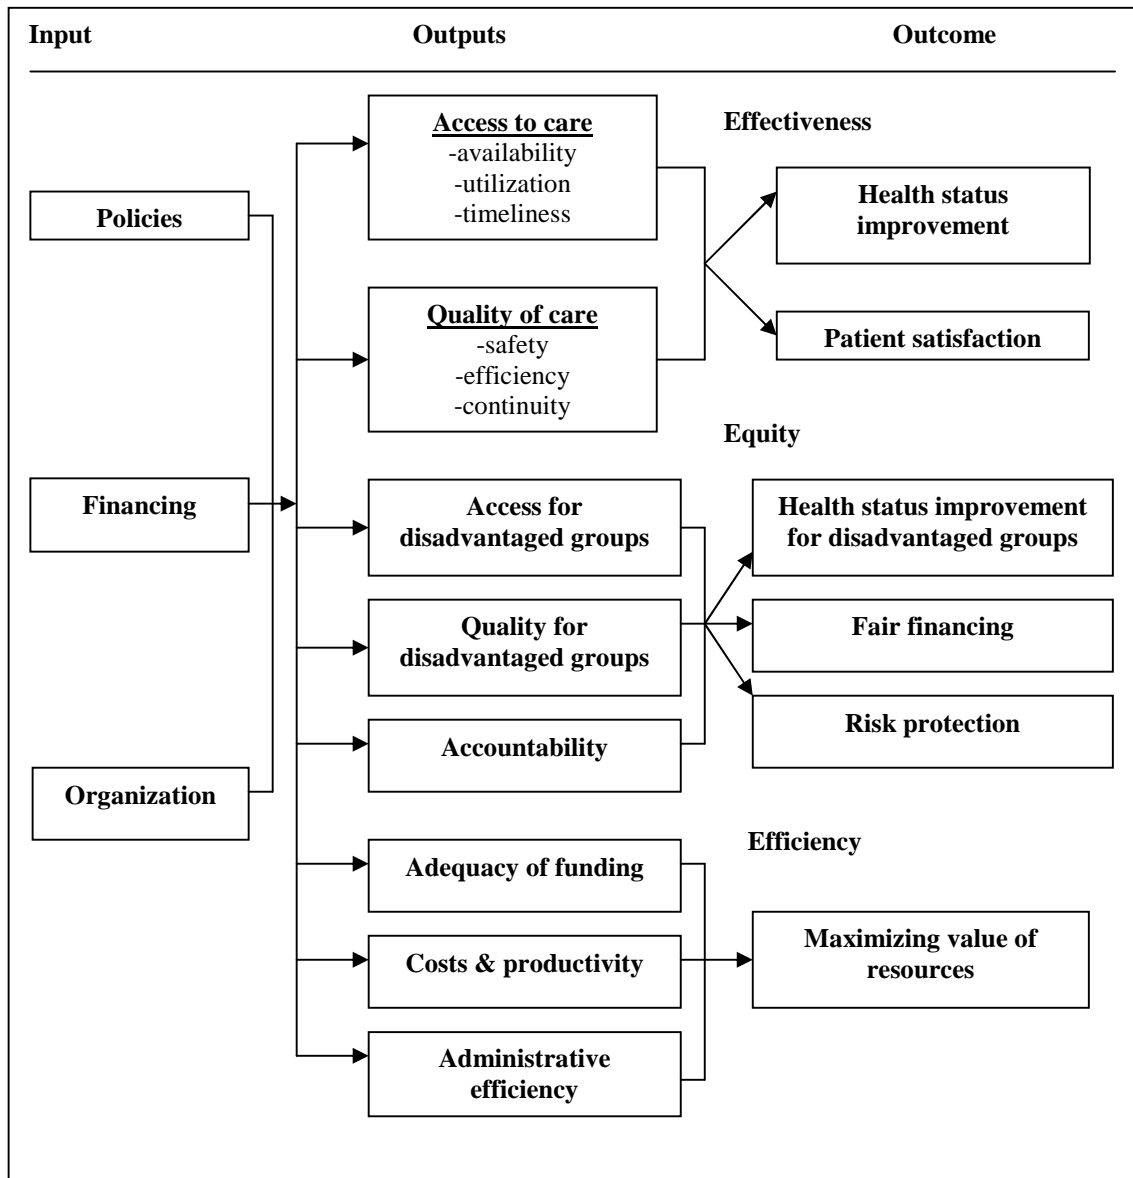 Input Outputs Outcome
Policies
Financing
Organization
Access to care
-availability
-utilization
-timeliness
Quality of care
-safety
-efficiency
-continuity
Access for
disadvantaged groups
Quality for
disadvantaged groups
Accountability
Adequacy of funding
Costs & productivity
Administrative
efficiency
Effectiveness
Health status
improvement
Patient satisfaction
Equity
Health status improvement
for disadvantaged groups
Fair financing
Risk protection
Efficiency
Maximizing value of
resources